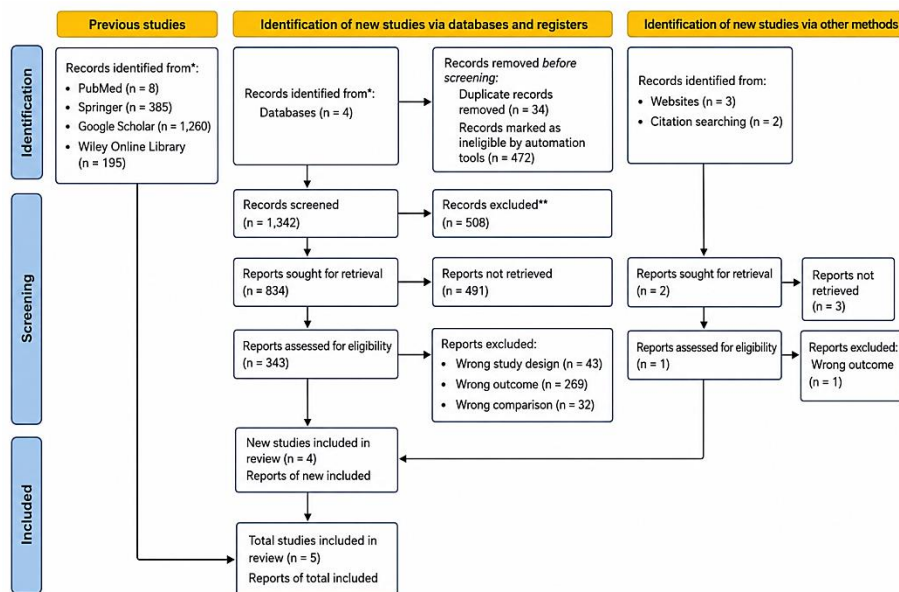 Previous studies
Identification of new studies via databases and registers
Identification of new studies via other methods
Identification
Records identified from*:
• PubMed (n = 8)
• Springer (n = 385)
• Google Scholar (n = 1,260)
• Wiley Online Library
(n = 195)
Records identified from*:
Databases (n = 4)
Records removed before
screening:
Duplicate records
removed (n = 34)
Records marked as
ineligible by automation
tools (n = 472)
Records identified from:
• Websites (n = 3)
• Citation searching (n = 2)
Screening
Records screened
(n = 1,342)
Records excluded**
(n = 508)
Reports sought for retrieval
(n = 834)
Reports not retrieved
(n = 491)
Reports sought for retrieval
(n = 2)
Reports not
retrieved
(n = 3)
Reports assessed for eligibility
(n = 343)
Reports excluded:
• Wrong study design (n = 43)
• Wrong outcome (n = 269)
• Wrong comparison (n = 32)
Reports assessed for eligibility
(n = 1)
Reports excluded:
Wrong outcome
(n = 1)
Included
New studies included in
review (n = 4)
Reports of new included
Total studies included in
review (n = 5)
Reports of total included